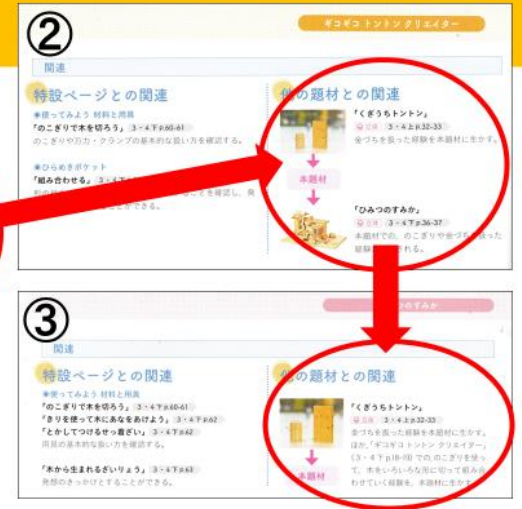 ②
ギコギコ トントン クリエイター
関連
特設ページとの関連
●使ってみよう 材料と用具
「のこぎりで木を切ろう」 3・4下p.60-61
のこぎりや万力・クランプの基本的な扱い方を確認する。
●ひらめきポケット
「組み合わせる」 3・4下
ことを確認し、発
ことができる。
他の題材との関連
「くぎうちトントン」
3・4上p.32-33
金づちを扱った経験を本題材に生かす。
本題材
「ひみつのすみか」
3・4下p.36-37
本題材での、のこぎりや金づちを扱った
経験
される。
③
つのすみか
関連
特設ページとの関連
●使ってみよう 材料と用具
「のこぎりで木を切ろう」 3・4下p.60-61
「きりを使って木にあなをあけよう」 3・4下p.62
「とかしてつけるせっ着ざい」 3・4下p.62
用具の基本的な扱い方を確認する。
「木から生まれるざいりょう」 3・4下p.63
発想のきっかけとすることができる。
他の題材との関連
「くぎうちトントン」
3・4上p.32-33
金づちを扱った経験を本題材に生かす。
ほか、「ギコギコトントン クリエイター」
(3・4下p.18-19) での、のこぎりを使っ
て、木をいろいろな形に切って組み合
わせていく経験を、本題材に生か
本題材